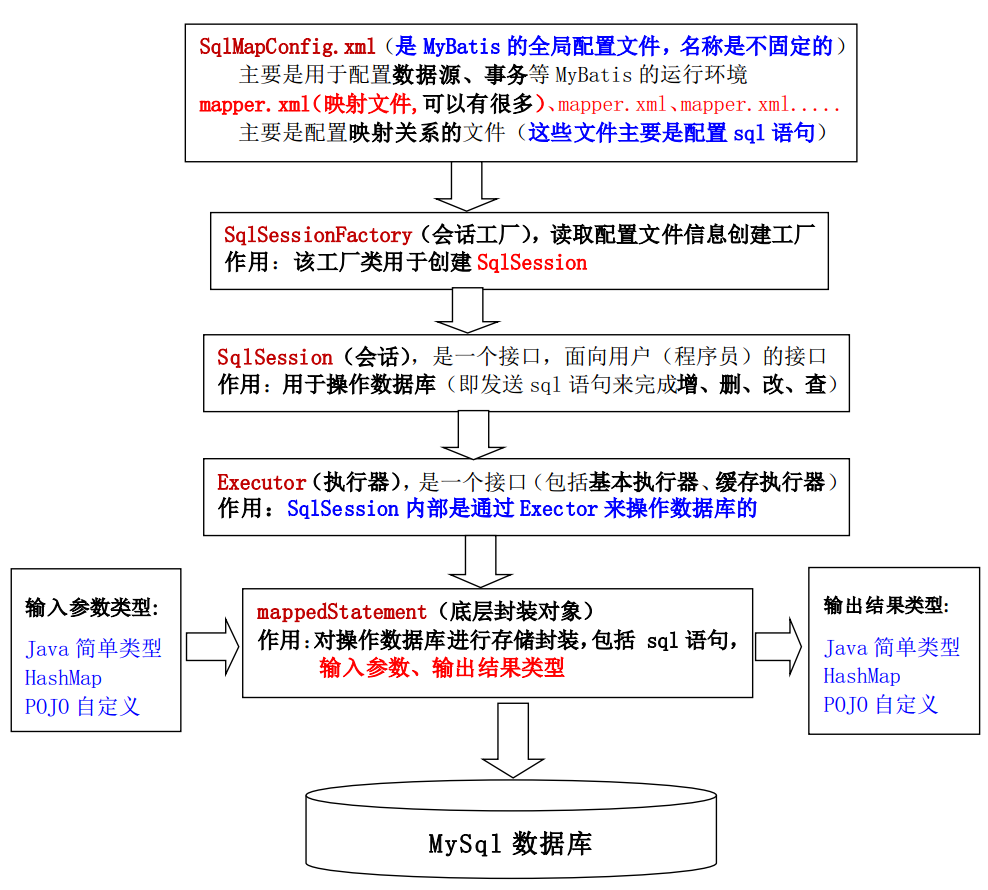 SqlMapConfig.xml（是 MyBatis 的全局配置文件，名称是不固定的）
主要是用于配置数据源、事务等 MyBatis 的运行环境
mapper.xml(映射文件,可以有很多)、mapper.xml、mapper.xml.....
主要是配置映射关系的文件（这些文件主要是配置 sql 语句）
SqlSessionFactory（会话工厂），读取配置文件信息创建工厂
作用：该工厂类用于创建 SqlSession
SqlSession（会话），是一个接口，面向用户（程序员）的接口
作用：用于操作数据库（即发送 sql 语句来完成增、删、改、查）
Executor（执行器），是一个接口（包括基本执行器、缓存执行器）
作用：SqlSession 内部是通过 Exector 来操作数据库的
输入参数类型:
Java 简单类型
HashMap
POJO 自定义
mappedStatement（底层封装对象）
作用：对操作数据库进行存储封装，包括 sql 语句，
输入参数、输出结果类型
输出结果类型:
Java 简单类型
HashMap
POJO 自定义
MySql 数据库